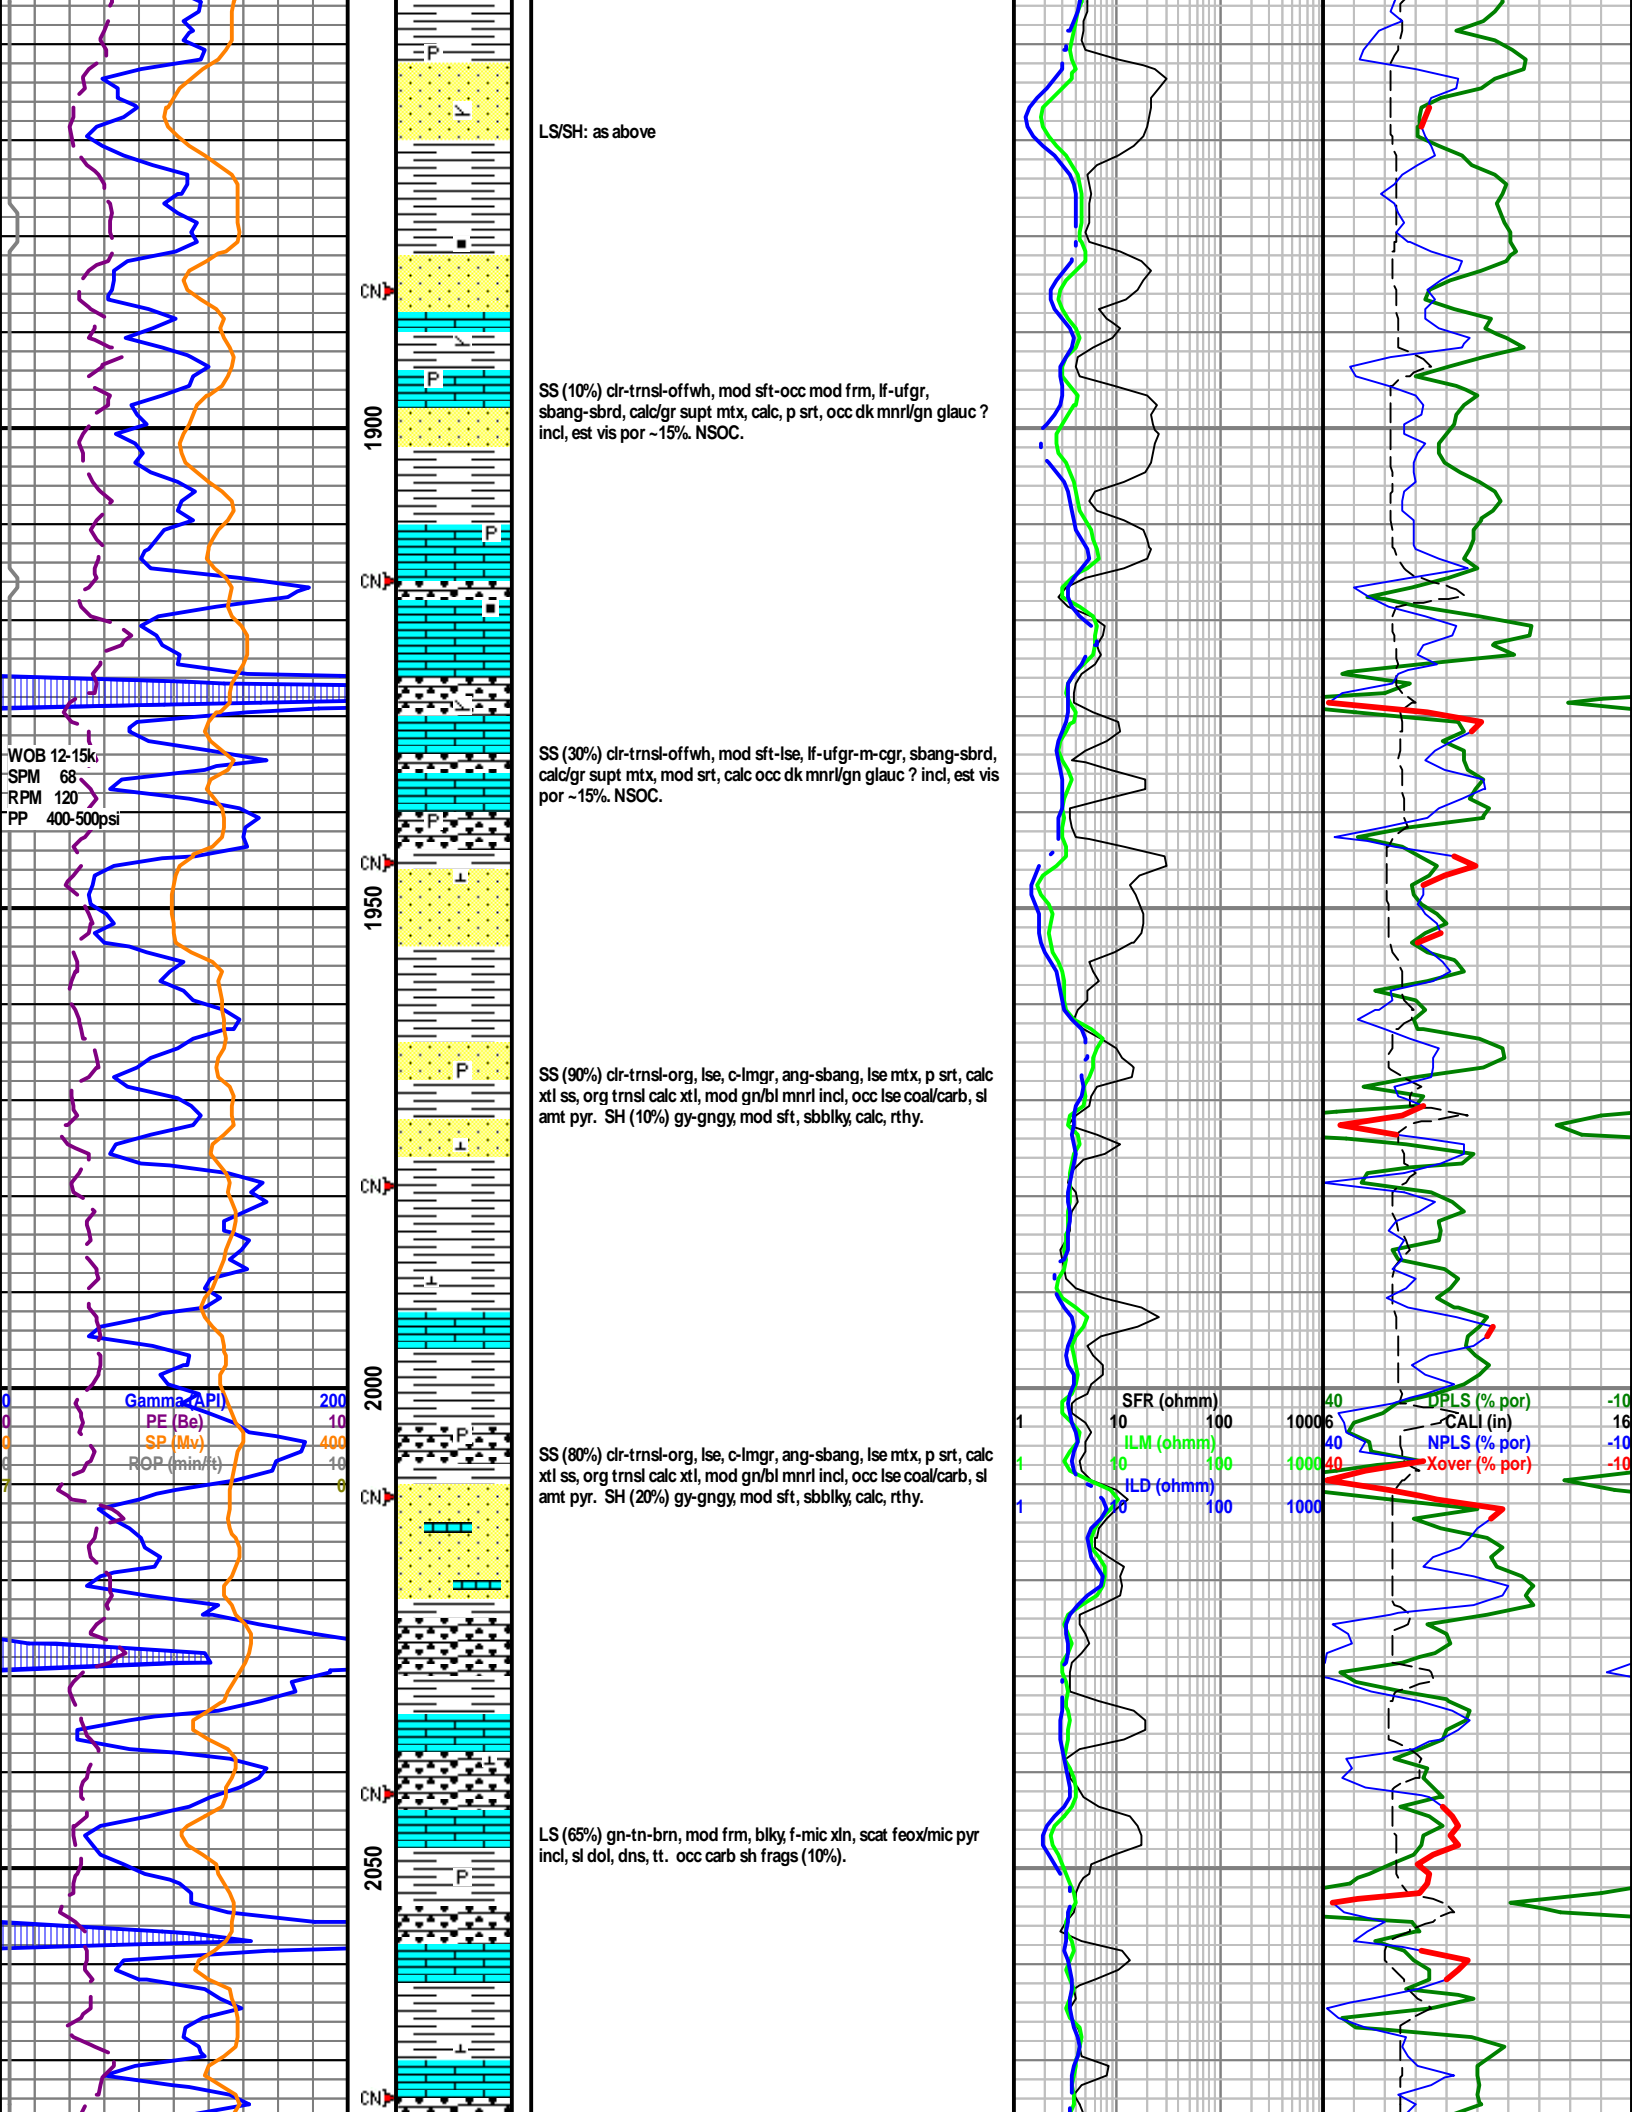 P
LS/SH: as above
CN
P
SS (10%) clr-trnsl-offwh, mod sft-occ mod frm, lf-ufgr,
sbang-sbrd, calc/gr supt mtx, calc, p srt, occ dk mnrl/gn glauc ?
incl, est vis por ~15%. NSOC.
1900
P
CN
WOB 12-15k
SPM 68
RPM 120
PP 400-500psi
SS (30%) clr-trnsl-offwh, mod sft-lse, lf-ufgr-m-cgr, sbang-sbrd,
calc/gr supt mtx, mod srt, calc occ dk mnrl/gn glauc ? incl, est vis
por ~15%. NSOC.
P
CN
1950
P
SS (90%) clr-trnsl-org, lse, c-lmgr, ang-sbang, lse mtx, p srt, calc
xtl ss, org trnsl calc xtl, mod gn/bl mnrl incl, occ lse coal/carb, sl
amt pyr. SH (10%) gy-gngy, mod sft, sbblky, calc, rthy.
CN
2000
0 Gamma (API) 200
0 PE (Be) 10
0 SP (Mv) 400
0 ROP (min/ft) 10
7 0
SFR (ohmm)
1 10 100 1000
ILM (ohmm)
1 10 100 1000
ILD (ohmm)
1 10 100 1000
40 DPLS (% por) -10
6 CALI (in) 16
40 NPLS (% por) -10
40 Xover (% por) -10
P
SS (80%) clr-trnsl-org, lse, c-lmgr, ang-sbang, lse mtx, p srt, calc
xtl ss, org trnsl calc xtl, mod gn/bl mnrl incl, occ lse coal/carb, sl
amt pyr. SH (20%) gy-gngy, mod sft, sbblky, calc, rthy.
CN
CN
LS (65%) gn-tn-brn, mod frm, blky, f-mic xln, scat feox/mic pyr
incl, sl dol, dns, tt. occ carb sh frags (10%).
2050
P
CN